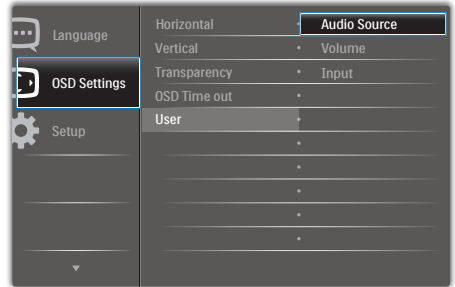 Language
OSD Settings
Setup
Horizontal
Vertical
Transparency
OSD Time out
User
Audio Source
Volume
Input